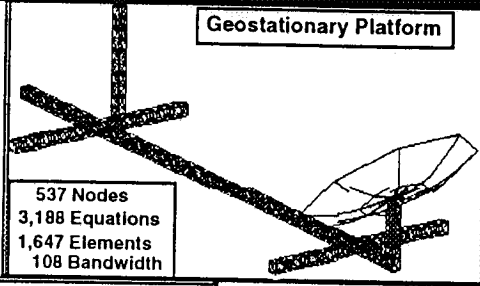 Geostationary Platform
537 Nodes
3,188 Equations
1,647 Elements
108 Bandwidth